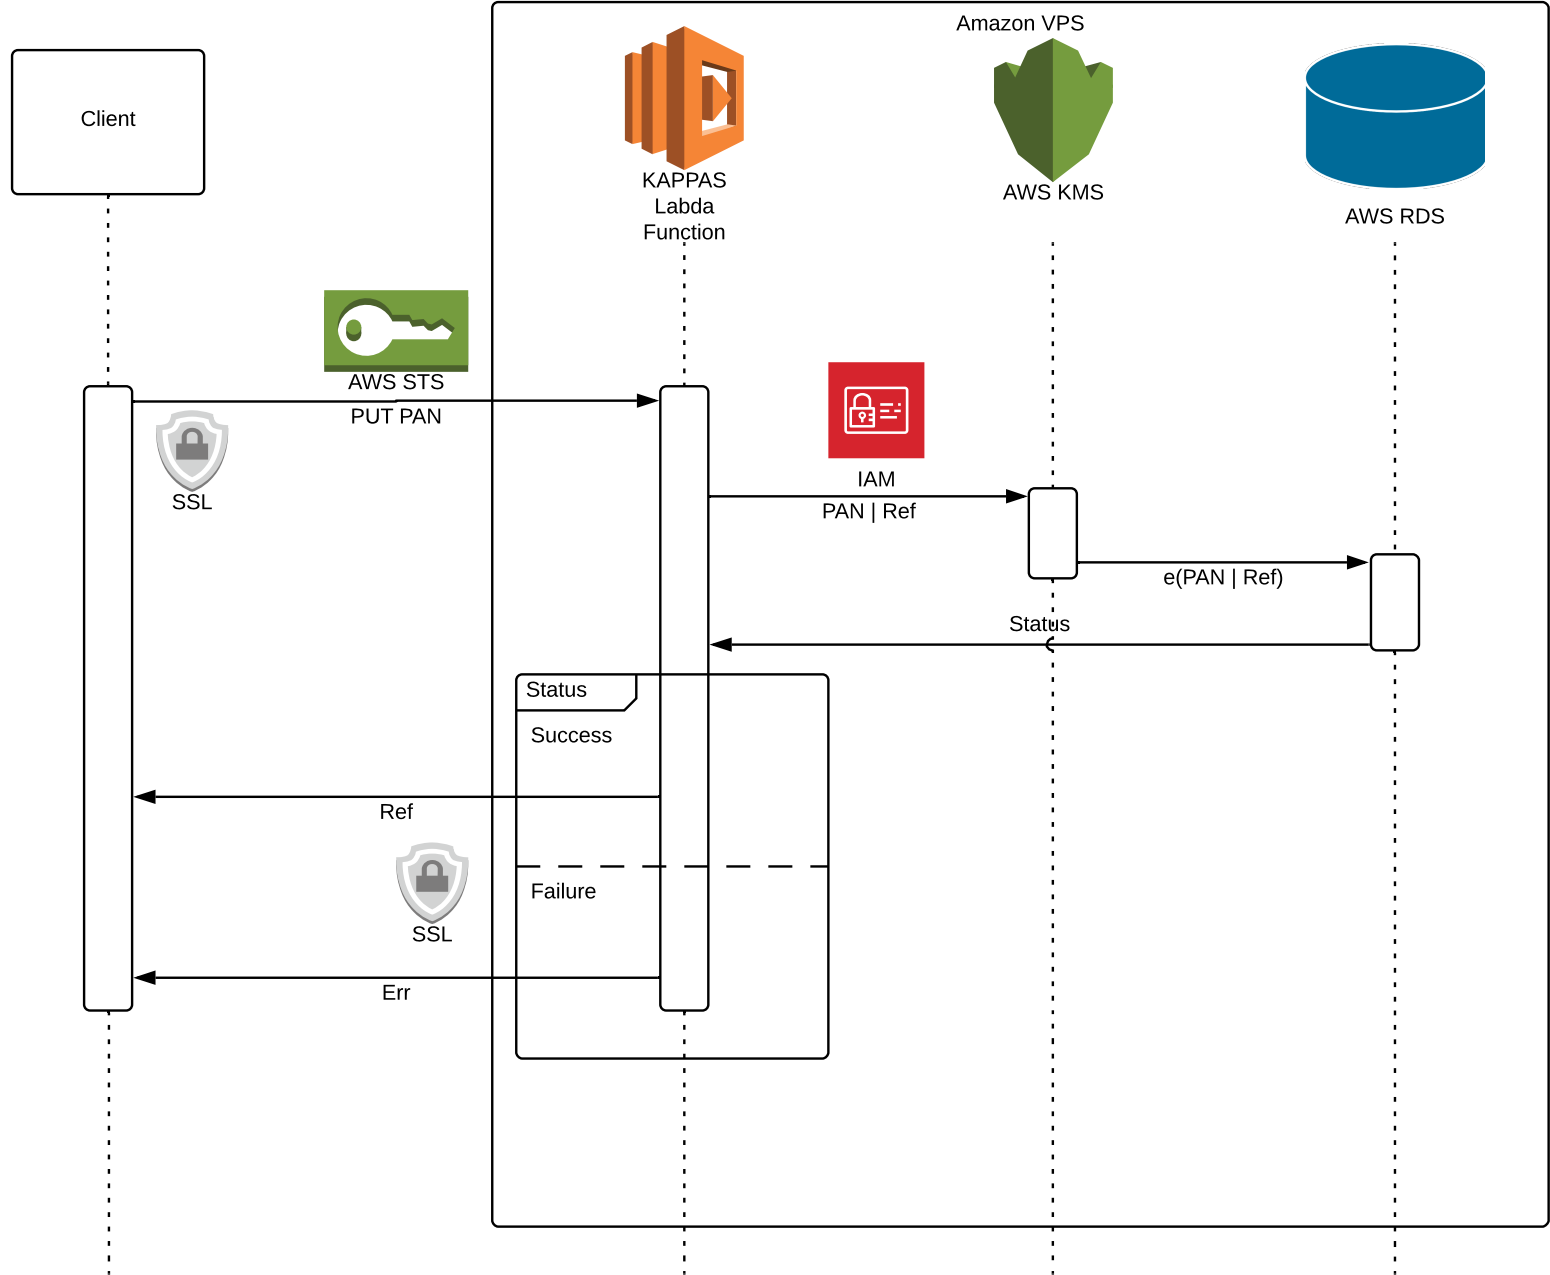 Amazon VPS
Client
KAPPAS
Labda
Function
AWS KMS
AWS RDS
AWS STS
PUT PAN
SSL
IAM
PAN | Ref
e(PAN | Ref)
Status
Status
Success
Ref
Failure
SSL
Err